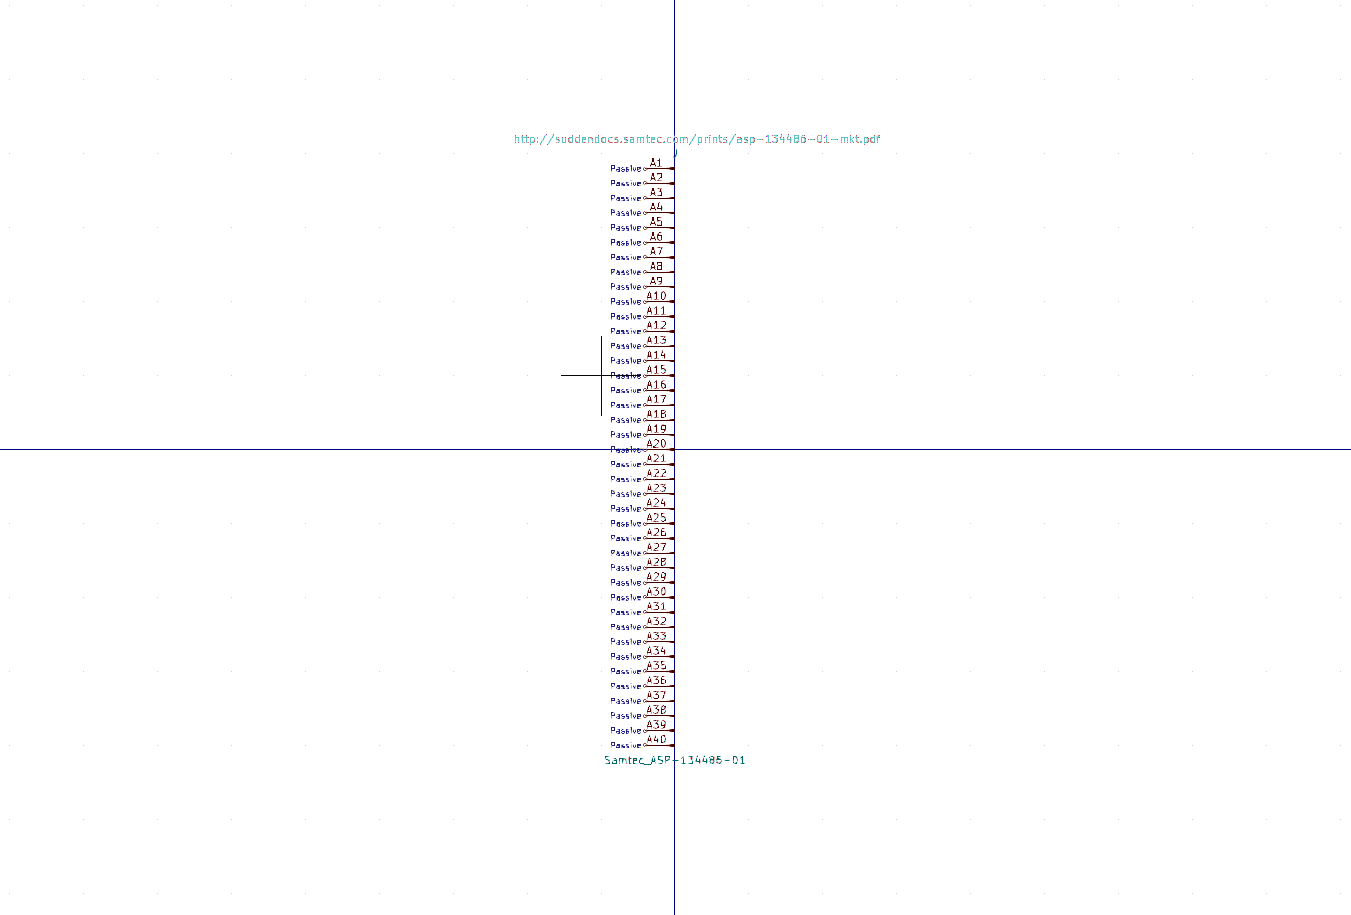 http://suddendocs.samtec.com/prints/asp-134486-01-mkt.pdf
J
Passive A1
Passive A2
Passive A3
Passive A4
Passive A5
Passive A6
Passive A7
Passive A8
Passive A9
Passive A10
Passive A11
Passive A12
Passive A13
Passive A14
Passive A15
Passive A16
Passive A17
Passive A18
Passive A19
Passive A20
Passive A21
Passive A22
Passive A23
Passive A24
Passive A25
Passive A26
Passive A27
Passive A28
Passive A29
Passive A30
Passive A31
Passive A32
Passive A33
Passive A34
Passive A35
Passive A36
Passive A37
Passive A38
Passive A39
Passive A40
Samtec_ASP-134486-01